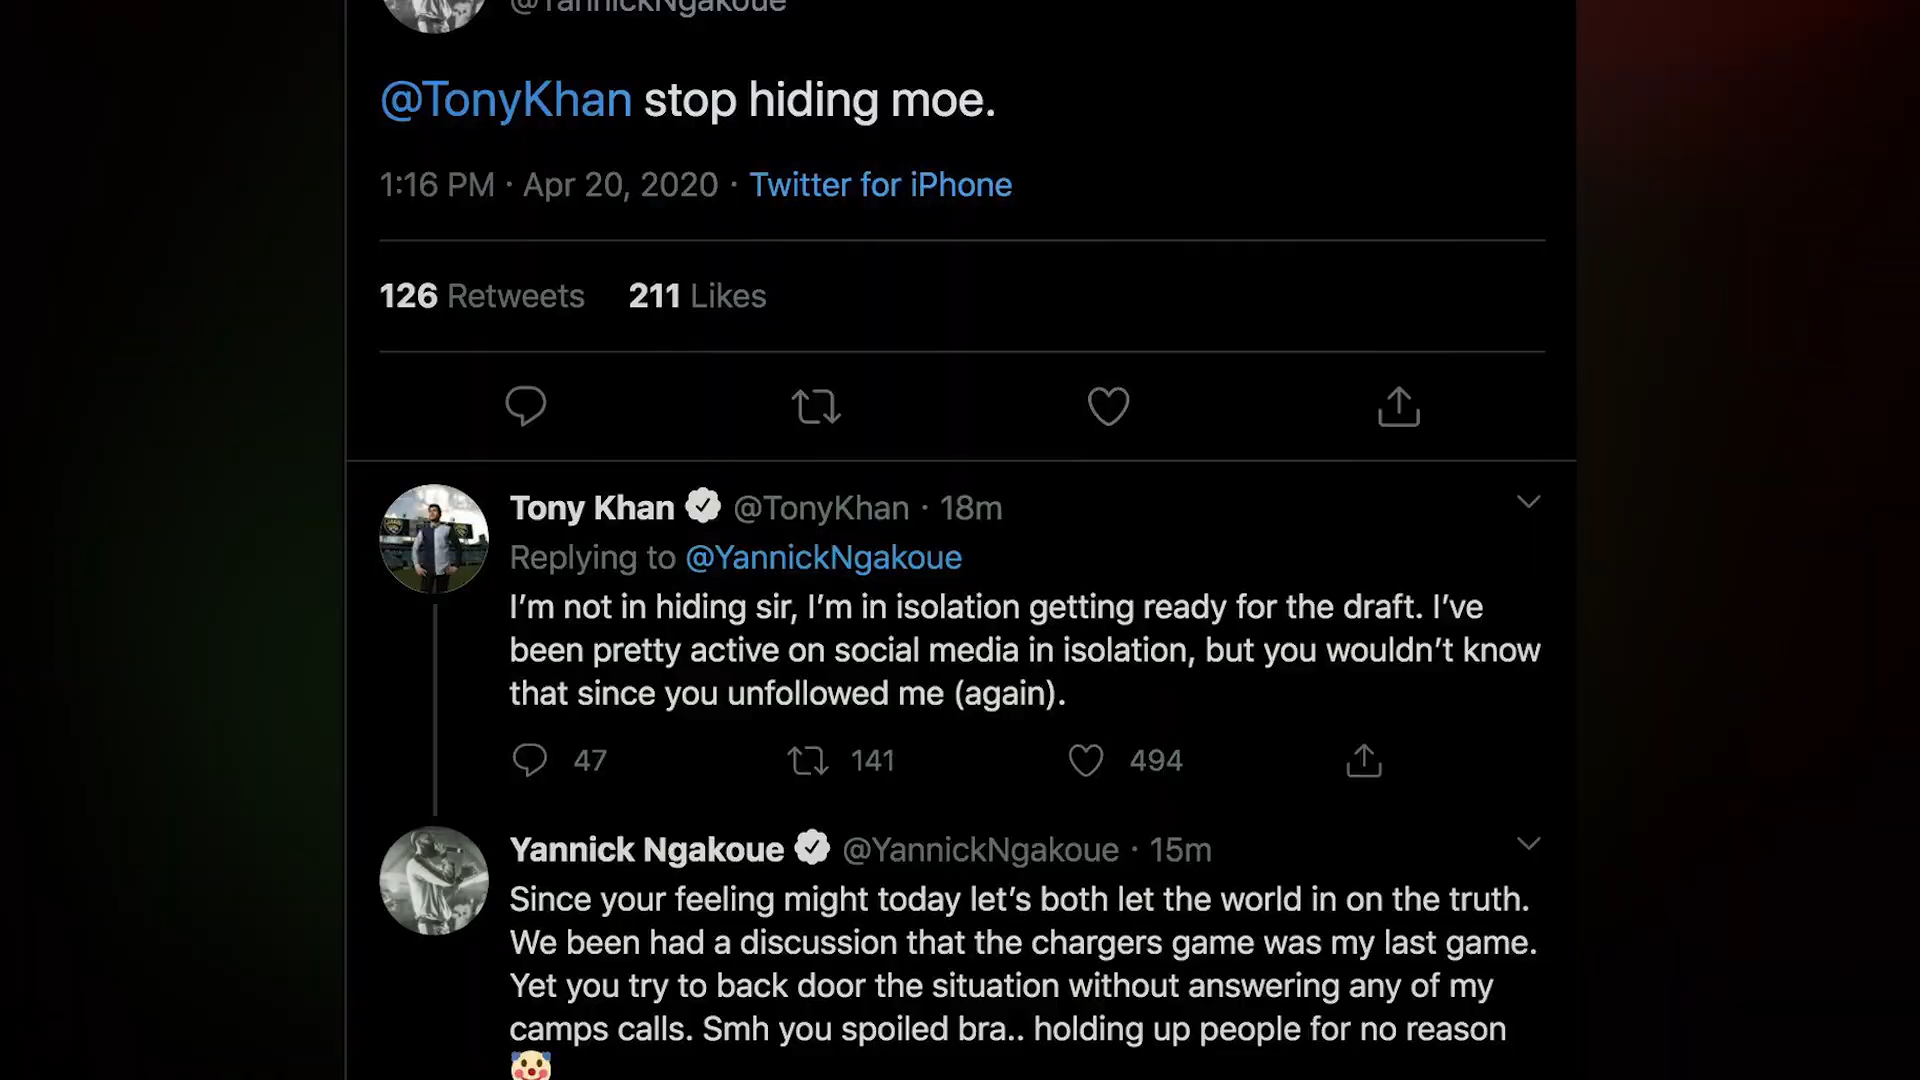 @YannickNgakoue
@TonyKhan stop hiding moe.
1:16 PM · Apr 20, 2020 · Twitter for iPhone
126 Retweets 211 Likes
Tony Khan @TonyKhan · 18m
Replying to @YannickNgakoue
I’m not in hiding sir, I’m in isolation getting ready for the draft. I’ve
been pretty active on social media in isolation, but you wouldn’t know
that since you unfollowed me (again).
47 141 494
Yannick Ngakoue @YannickNgakoue · 15m
Since your feeling might today let’s both let the world in on the truth.
We been had a discussion that the chargers game was my last game.
Yet you try to back door the situation without answering any of my
camps calls. Smh you spoiled bra.. holding up people for no reason
🤡